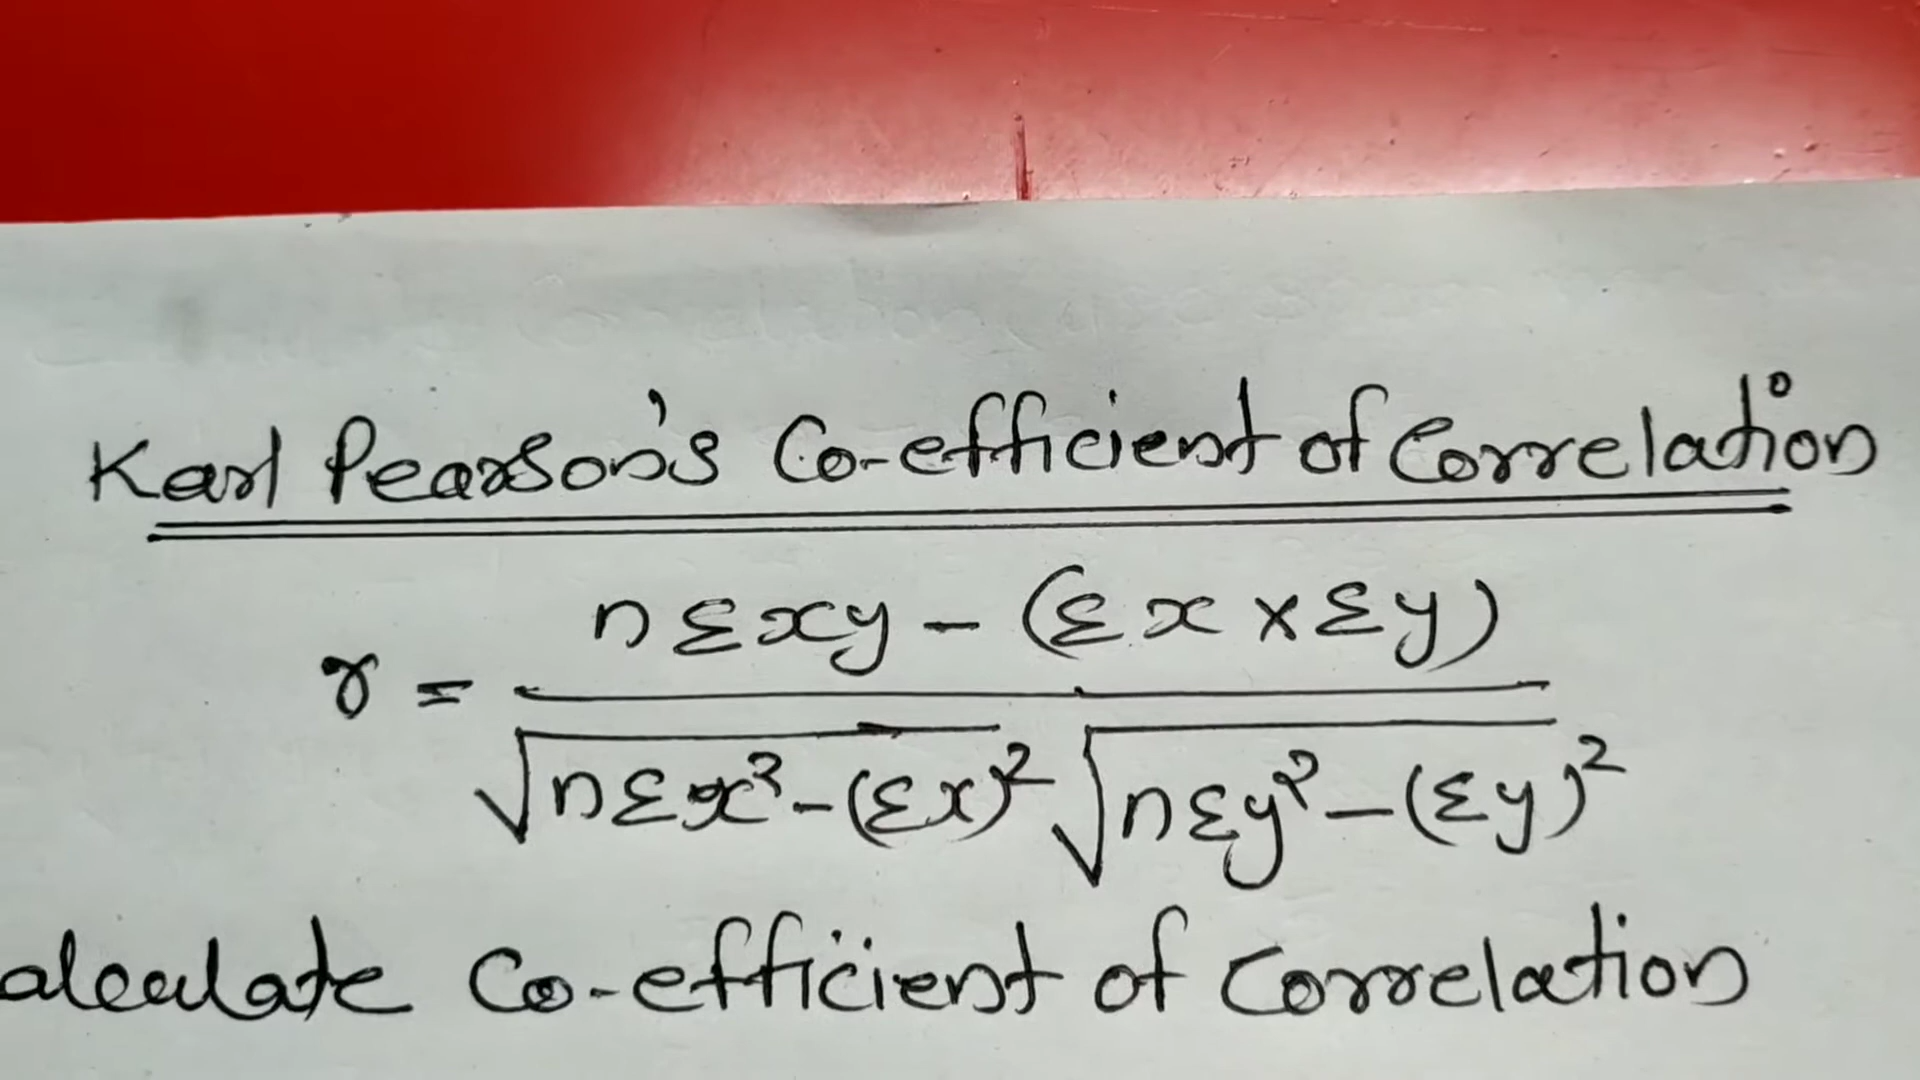 Karl Pearson's Co-efficient of Correlation
r = nΣxy - (Σx × Σy) / √nΣx² - (Σx)² √nΣy² - (Σy)²
alculate Co-efficient of Correlation